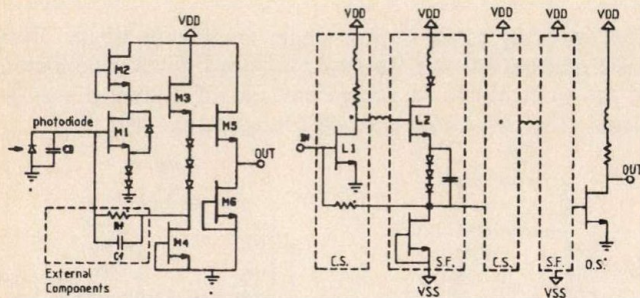 VDD
M2
M3
photodiode
M1
M5
CD
OUT
M6
Rf
Cf
M4
External
Components
VDD
VDD
VDD
VDD
VDD
L2
IN
L1
OUT
C.S.
S.F.
C.S.
S.F.
O.S.
VSS
VSS